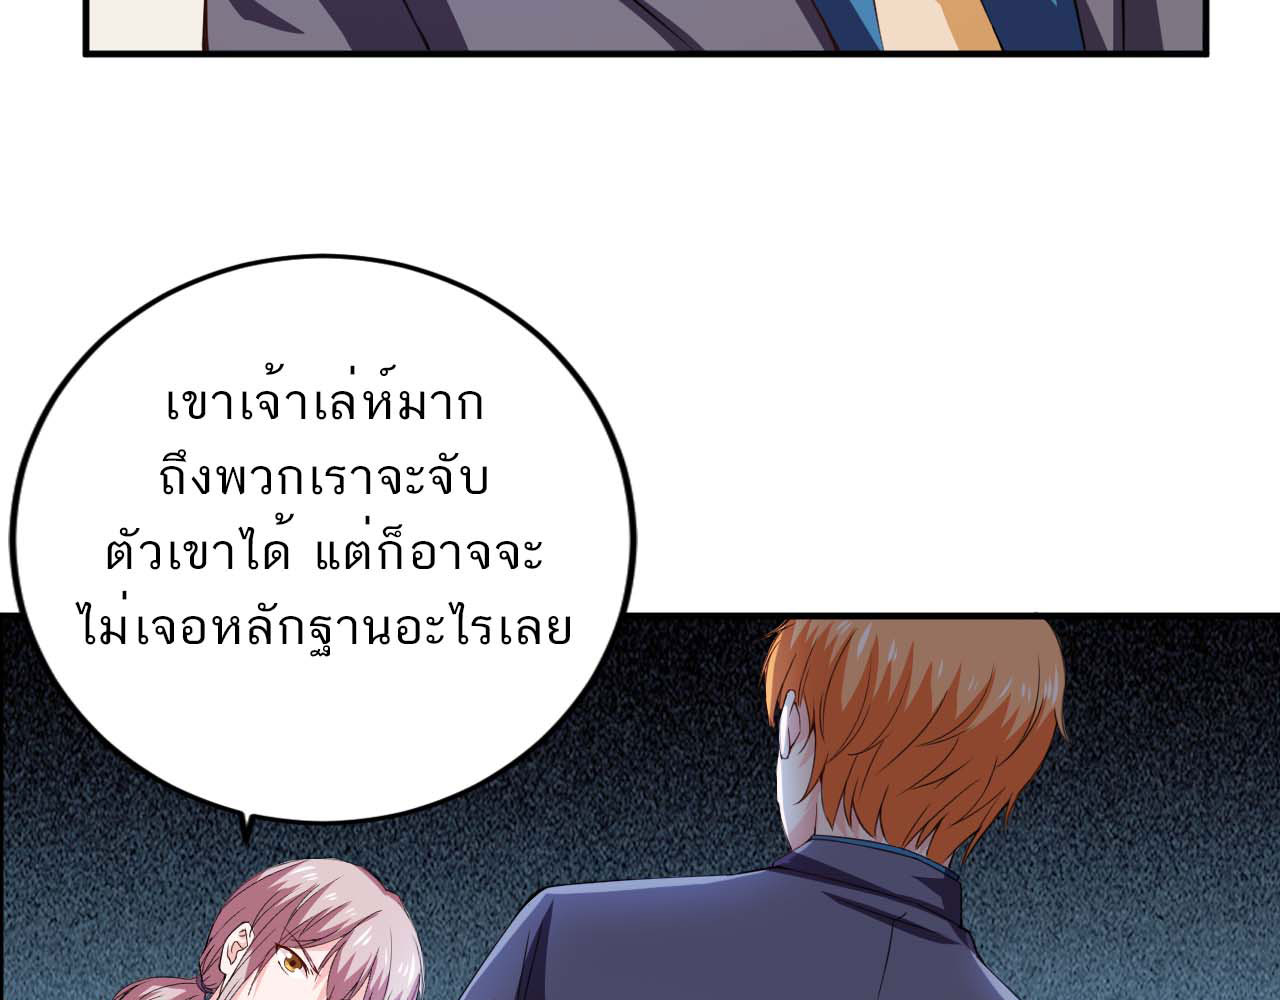 เขาเจ้าเล่ห์มาก
ถึงพวกเราจะจับ
ตัวเขาได้ แต่ก็อาจจะ
ไม่เจอหลักฐานอะไรเลย